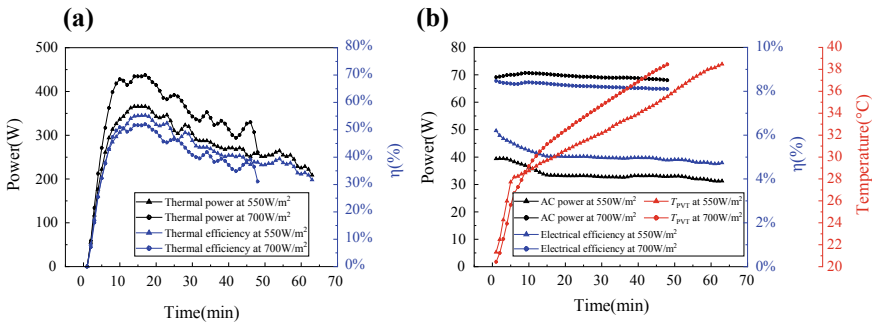 (a)
500
400
300
200
100
0
Power(W)
0 10 20 30 40 50 60 70
Time(min)
80%
70%
60%
50%
40%
30%
20%
10%
0%
η(%)
Thermal power at 550W/m²
Thermal power at 700W/m²
Thermal efficiency at 550W/m²
Thermal efficiency at 700W/m²
(b)
80
70
60
50
40
30
20
10
0
Power(W)
0 10 20 30 40 50 60 70
Time(min)
10%
8%
6%
4%
2%
0%
η(%)
40
38
36
34
32
30
28
26
24
22
20
Temperature(°C)
AC power at 550W/m² T_PVT at 550W/m²
AC power at 700W/m² T_PVT at 700W/m²
Electrical efficiency at 550W/m²
Electrical efficiency at 700W/m²